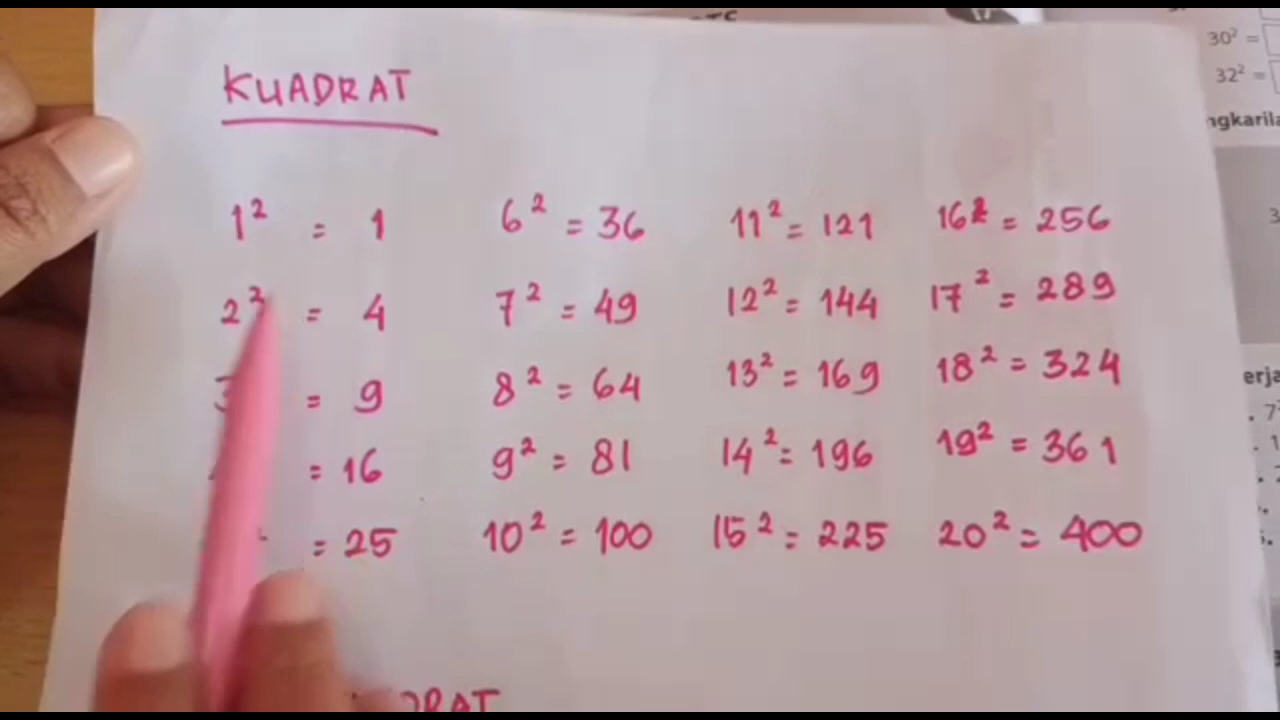 KUADRAT
1² = 1
2² = 4
= 9
= 16
= 25
6² = 36
7² = 49
8² = 64
9² = 81
10² = 100
11² = 121
12² = 144
13² = 169
14² = 196
15² = 225
16² = 256
17² = 289
18² = 324
19² = 361
20² = 400
30² =
32² =